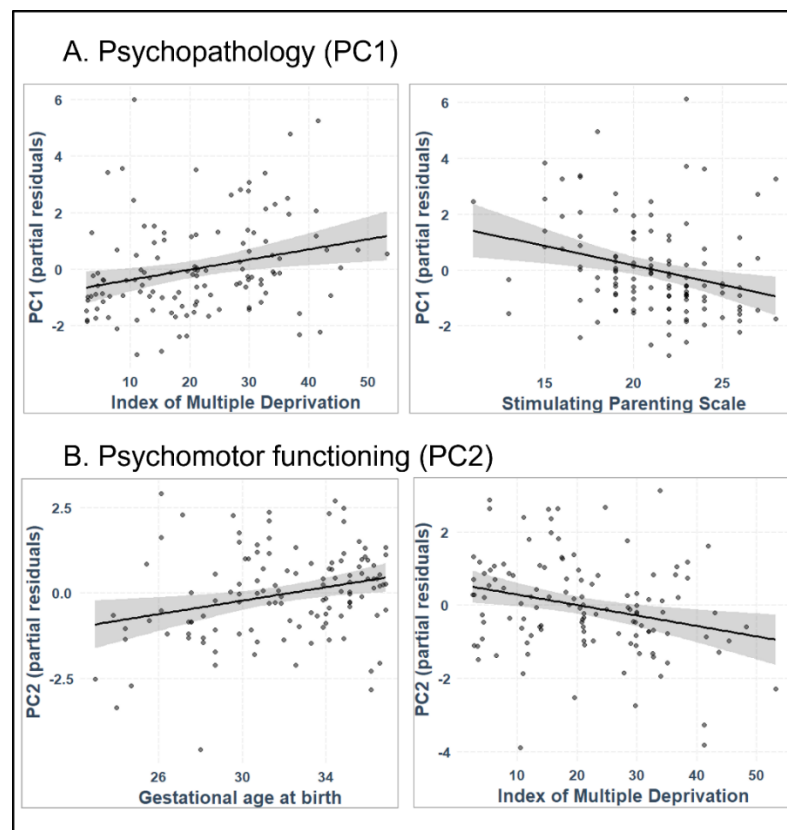 A. Psychopathology (PC1)
PC1 (partial residuals)
6
4
2
0
-2
10 20 30 40 50
Index of Multiple Deprivation
PC1 (partial residuals)
6
4
2
0
-2
15 20 25
Stimulating Parenting Scale
B. Psychomotor functioning (PC2)
PC2 (partial residuals)
2.5
0.0
-2.5
26 30 34
Gestational age at birth
PC2 (partial residuals)
2
0
-2
-4
10 20 30 40 50
Index of Multiple Deprivation